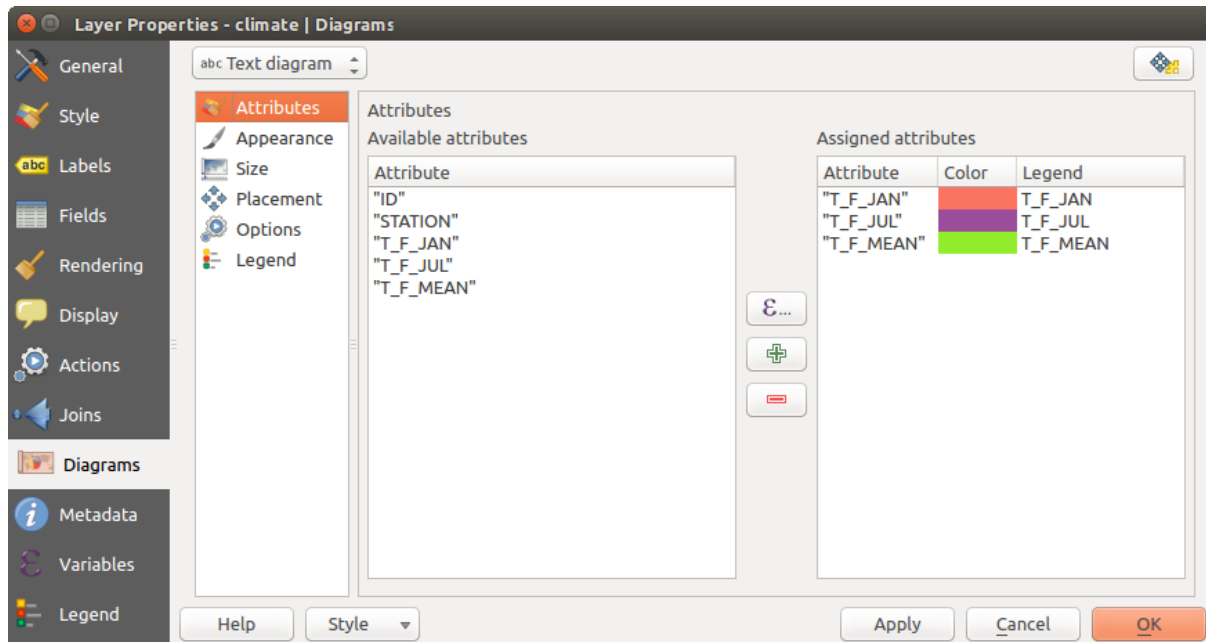 Layer Properties - climate | Diagrams
General
Style
abc Labels
Fields
Rendering
Display
Actions
Joins
Diagrams
i Metadata
ε Variables
Legend
abc Text diagram
Attributes
Appearance
Size
Placement
Options
Legend
Attributes
Available attributes
Attribute
"ID"
"STATION"
"T_F_JAN"
"T_F_JUL"
"T_F_MEAN"
ε...
Assigned attributes
Attribute Color Legend
"T_F_JAN" T_F_JAN
"T_F_JUL" T_F_JUL
"T_F_MEAN" T_F_MEAN
Help Style Apply Cancel OK